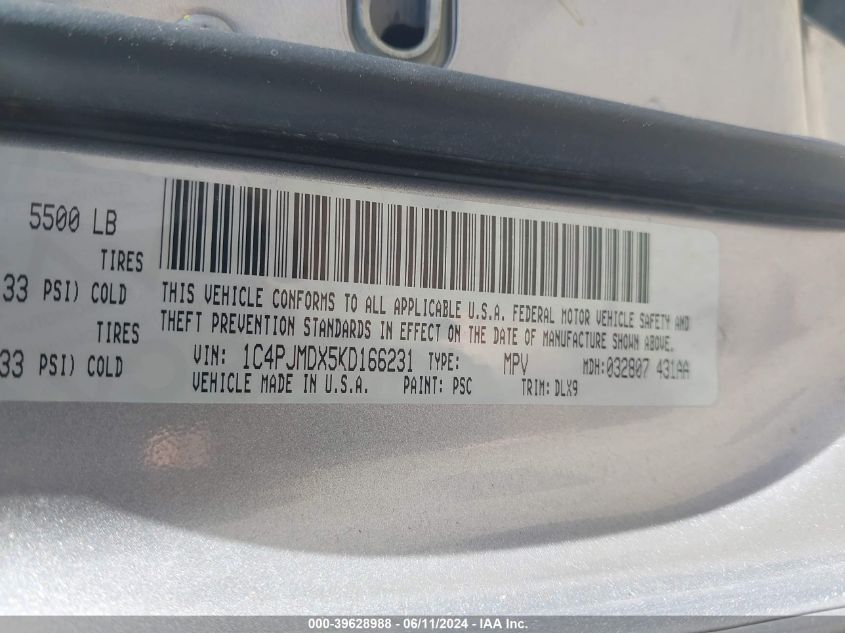 5500 LB
TIRES
33 PSI) COLD
TIRES
33 PSI) COLD
THIS VEHICLE CONFORMS TO ALL APPLICABLE U.S.A. FEDERAL MOTOR VEHICLE SAFETY AND
THEFT PREVENTION STANDARDS IN EFFECT ON THE DATE OF MANUFACTURE SHOWN ABOVE.
VIN: 1C4PJMDX5KD166231 TYPE: MPV MDH:032807 431AA
VEHICLE MADE IN U.S.A. PAINT: PSC TRIM: DLX9
000-39628988 - 06/11/2024 - IAA Inc.